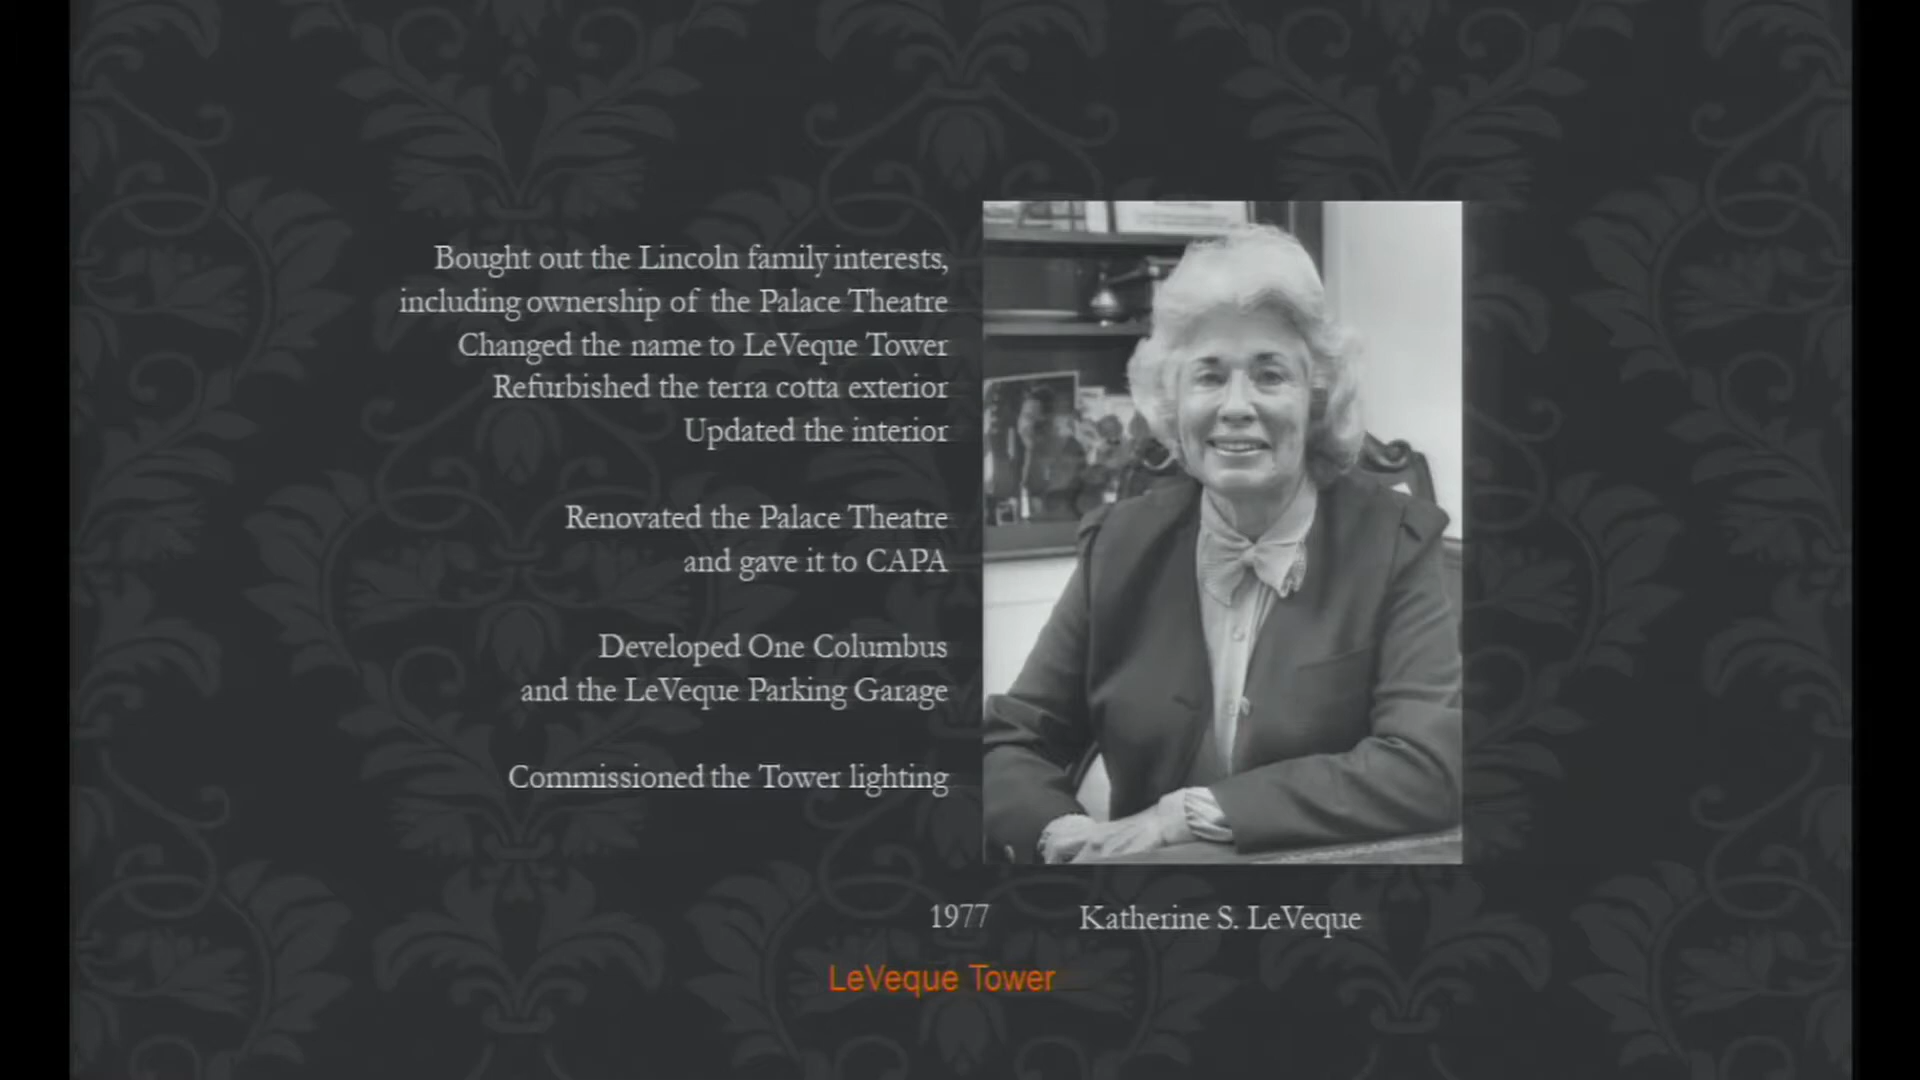 Bought out the Lincoln family interests,
including ownership of the Palace Theatre
Changed the name to LeVeque Tower
Refurbished the terra cotta exterior
Updated the interior
Renovated the Palace Theatre
and gave it to CAPA
Developed One Columbus
and the LeVeque Parking Garage
Commissioned the Tower lighting
1977 Katherine S. LeVeque
LeVeque Tower